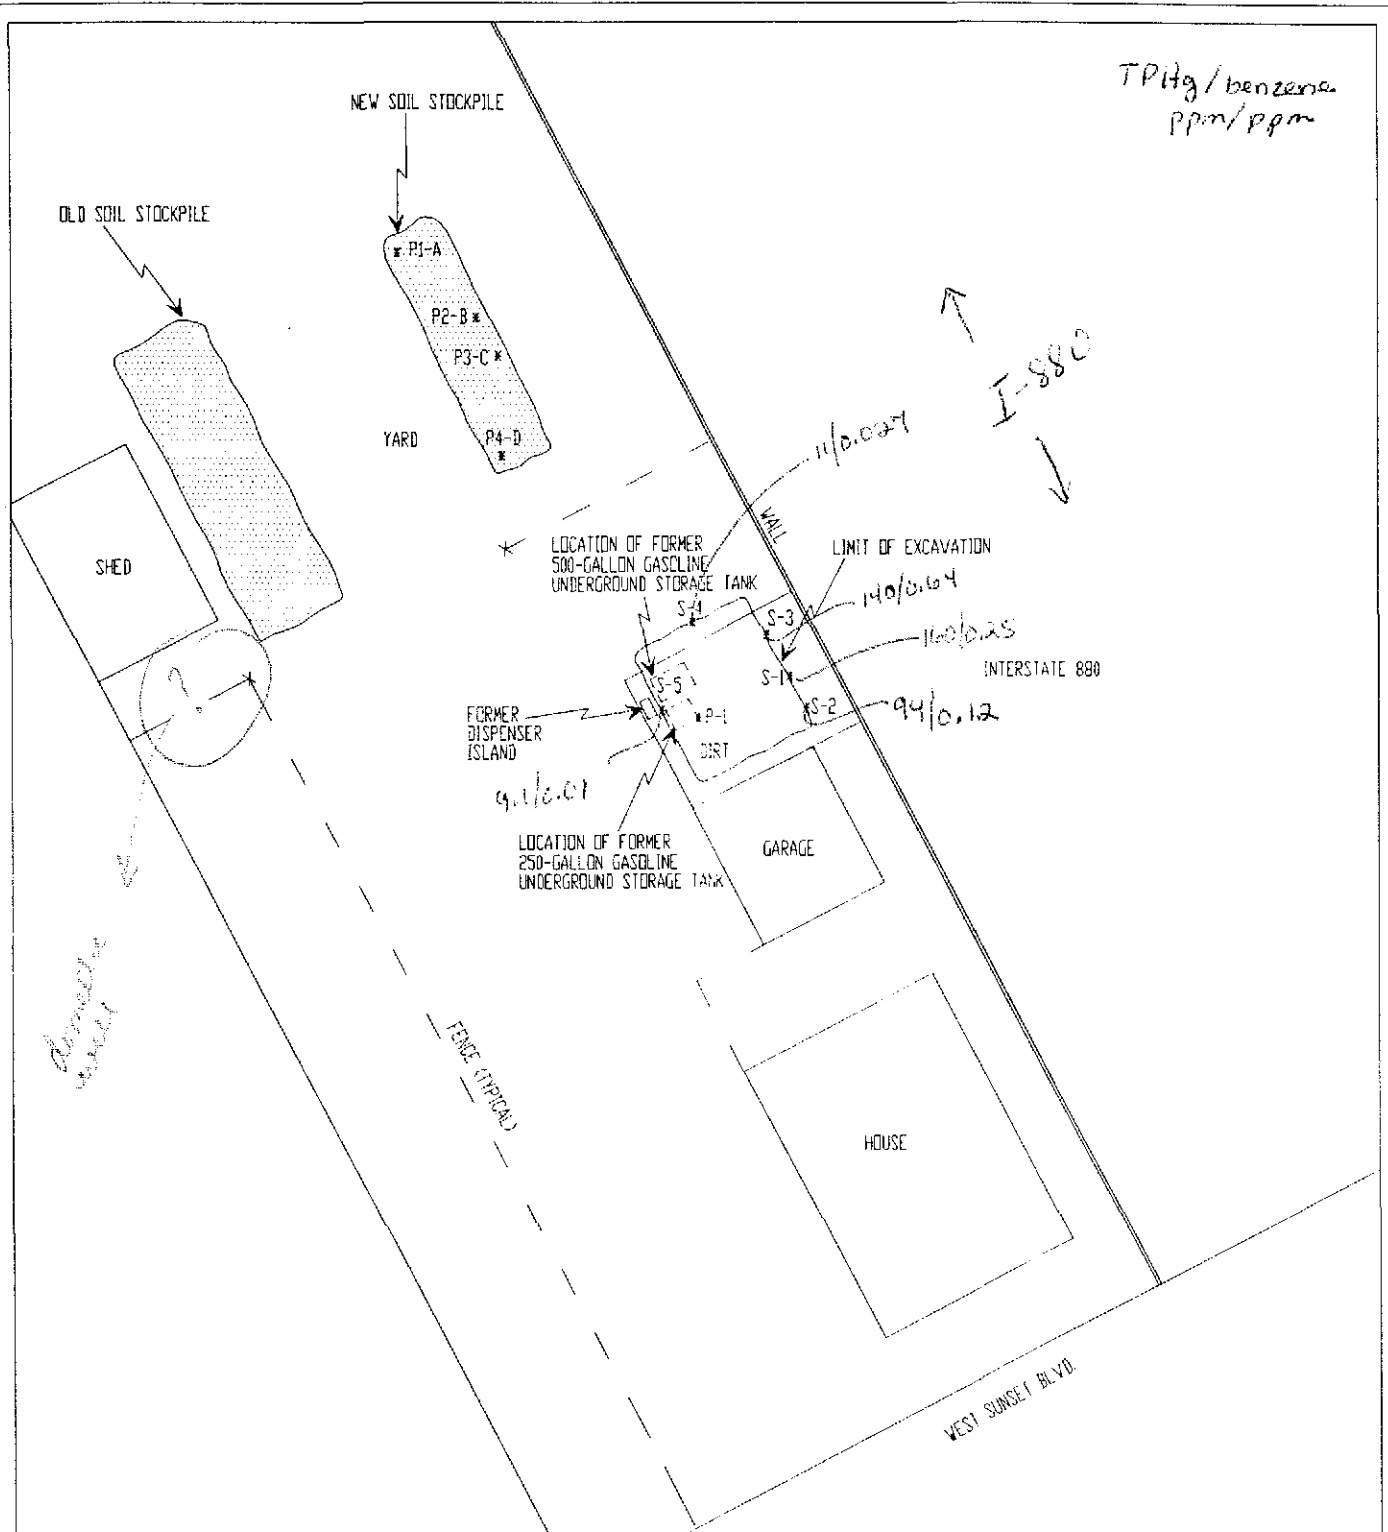 TPHg/benzene
ppm/ppm
NEW SOIL STOCKPILE
OLD SOIL STOCKPILE
P1-A
P2-B
P3-C
P4-D
YARD
I-880
11/0.027
SHED
WALL
LOCATION OF FORMER
500-GALLON GASOLINE
UNDERGROUND STORAGE TANK
LIMIT OF EXCAVATION
140/0.64
S-4
S-3
160/0.25
INTERSTATE 880
S-1
S-5
S-2
94/0.12
?
FORMER
DISPENSER
ISLAND
P-1
DIRT
9.1/0.01
LOCATION OF FORMER
250-GALLON GASOLINE
UNDERGROUND STORAGE TANK
GARAGE
FENCE (TYPICAL)
HOUSE
WEST SUNSET BLVD.